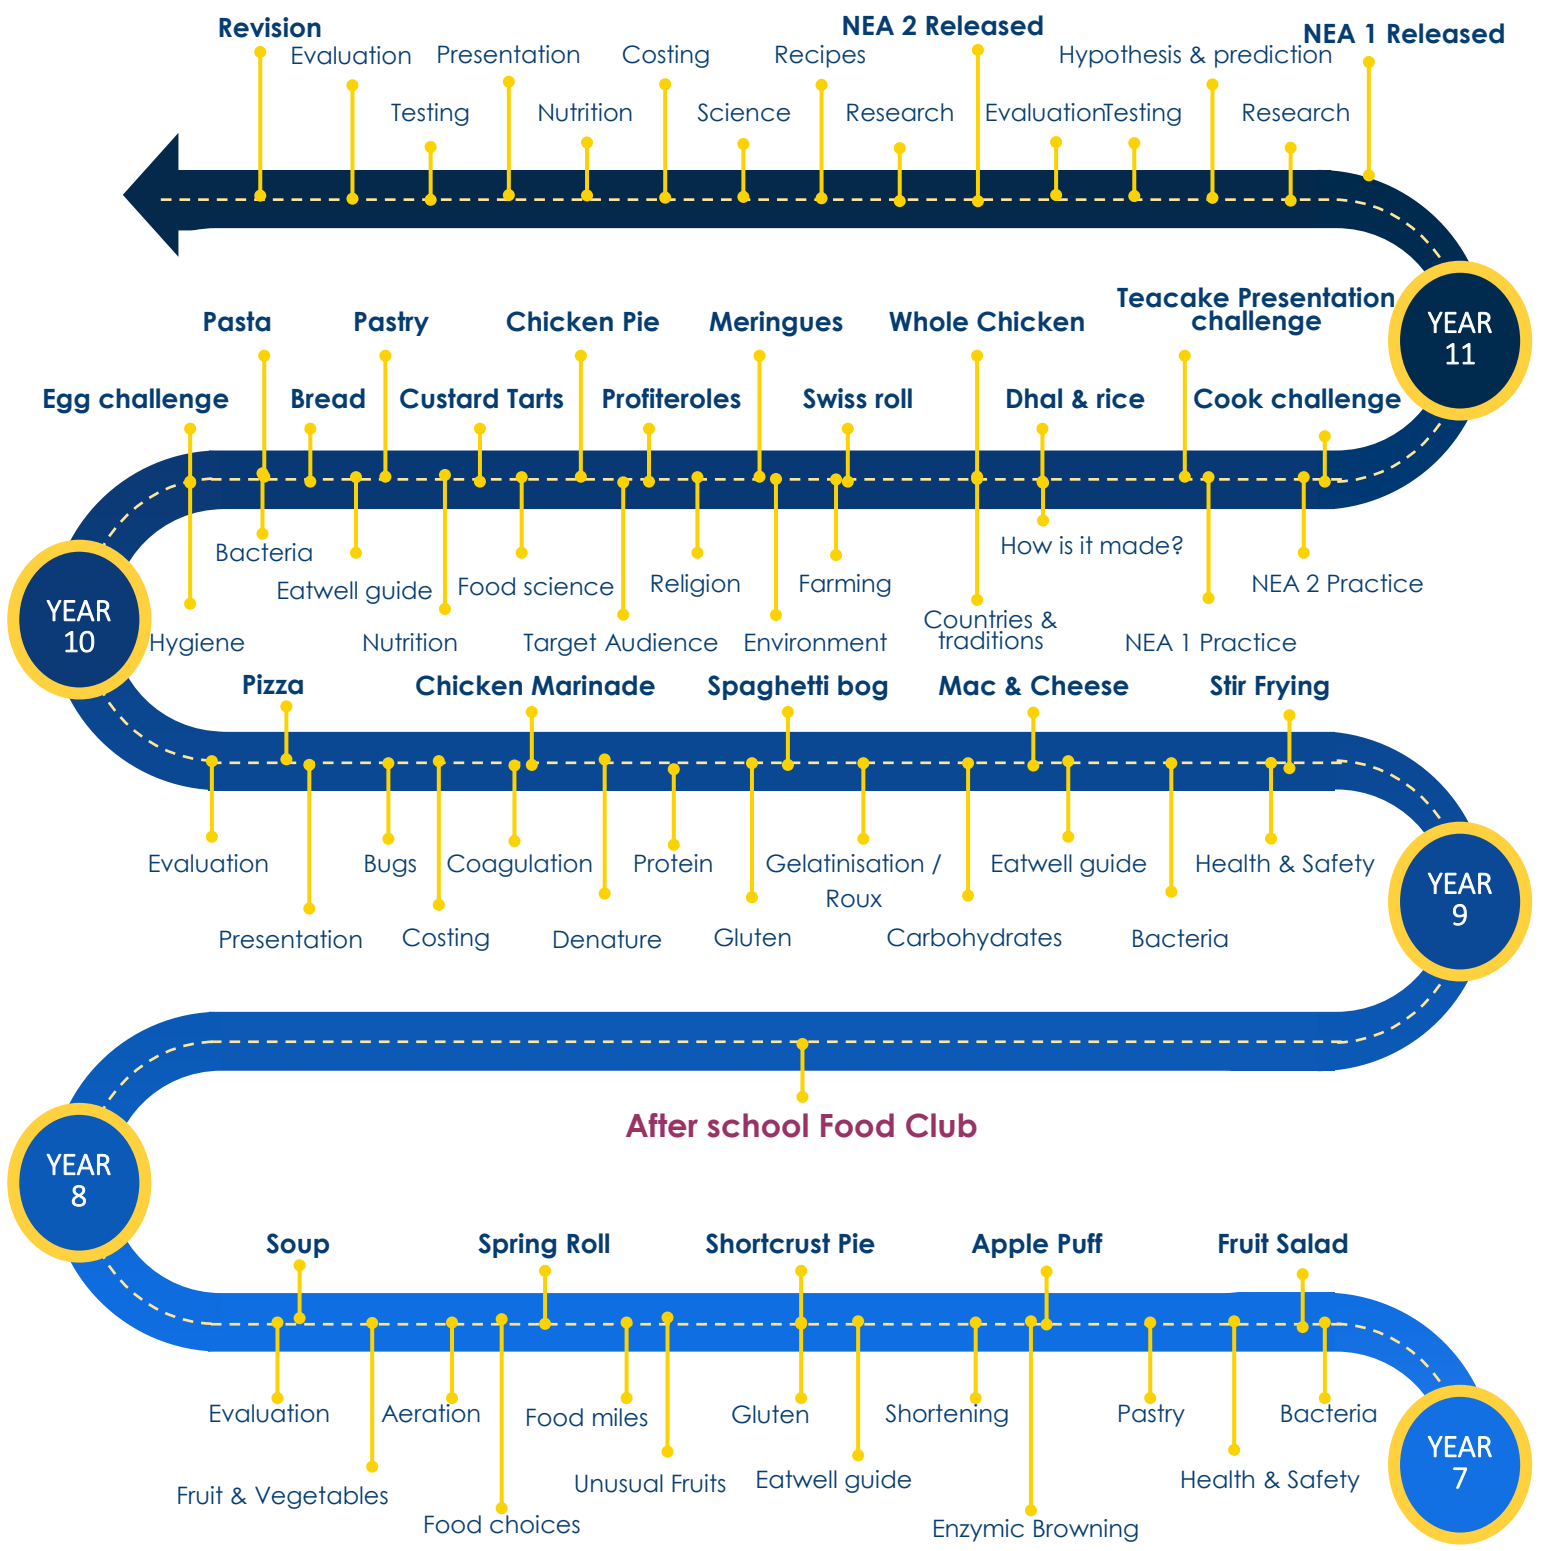 Revision
NEA 2 Released
NEA 1 Released
Evaluation
Presentation
Costing
Recipes
Hypothesis & prediction
Testing
Nutrition
Science
Research
Evaluation
Testing
Research
YEAR
11
Teacake Presentation
challenge
Pasta
Pastry
Chicken Pie
Meringues
Whole Chicken
Egg challenge
Bread
Custard Tarts
Profiteroles
Swiss roll
Dhal & rice
Cook challenge
Bacteria
Eatwell guide
Food science
Religion
Farming
How is it made?
NEA 2 Practice
YEAR
10
Hygiene
Nutrition
Target Audience
Environment
Countries &
traditions
NEA 1 Practice
Pizza
Chicken Marinade
Spaghetti bog
Mac & Cheese
Stir Frying
Evaluation
Bugs
Coagulation
Protein
Gelatinisation /
Roux
Eatwell guide
Health & Safety
YEAR
9
Presentation
Costing
Denature
Gluten
Carbohydrates
Bacteria
After school Food Club
YEAR
8
Soup
Spring Roll
Shortcrust Pie
Apple Puff
Fruit Salad
Evaluation
Aeration
Food miles
Gluten
Shortening
Pastry
Bacteria
YEAR
7
Fruit & Vegetables
Food choices
Unusual Fruits
Eatwell guide
Enzymic Browning
Health & Safety